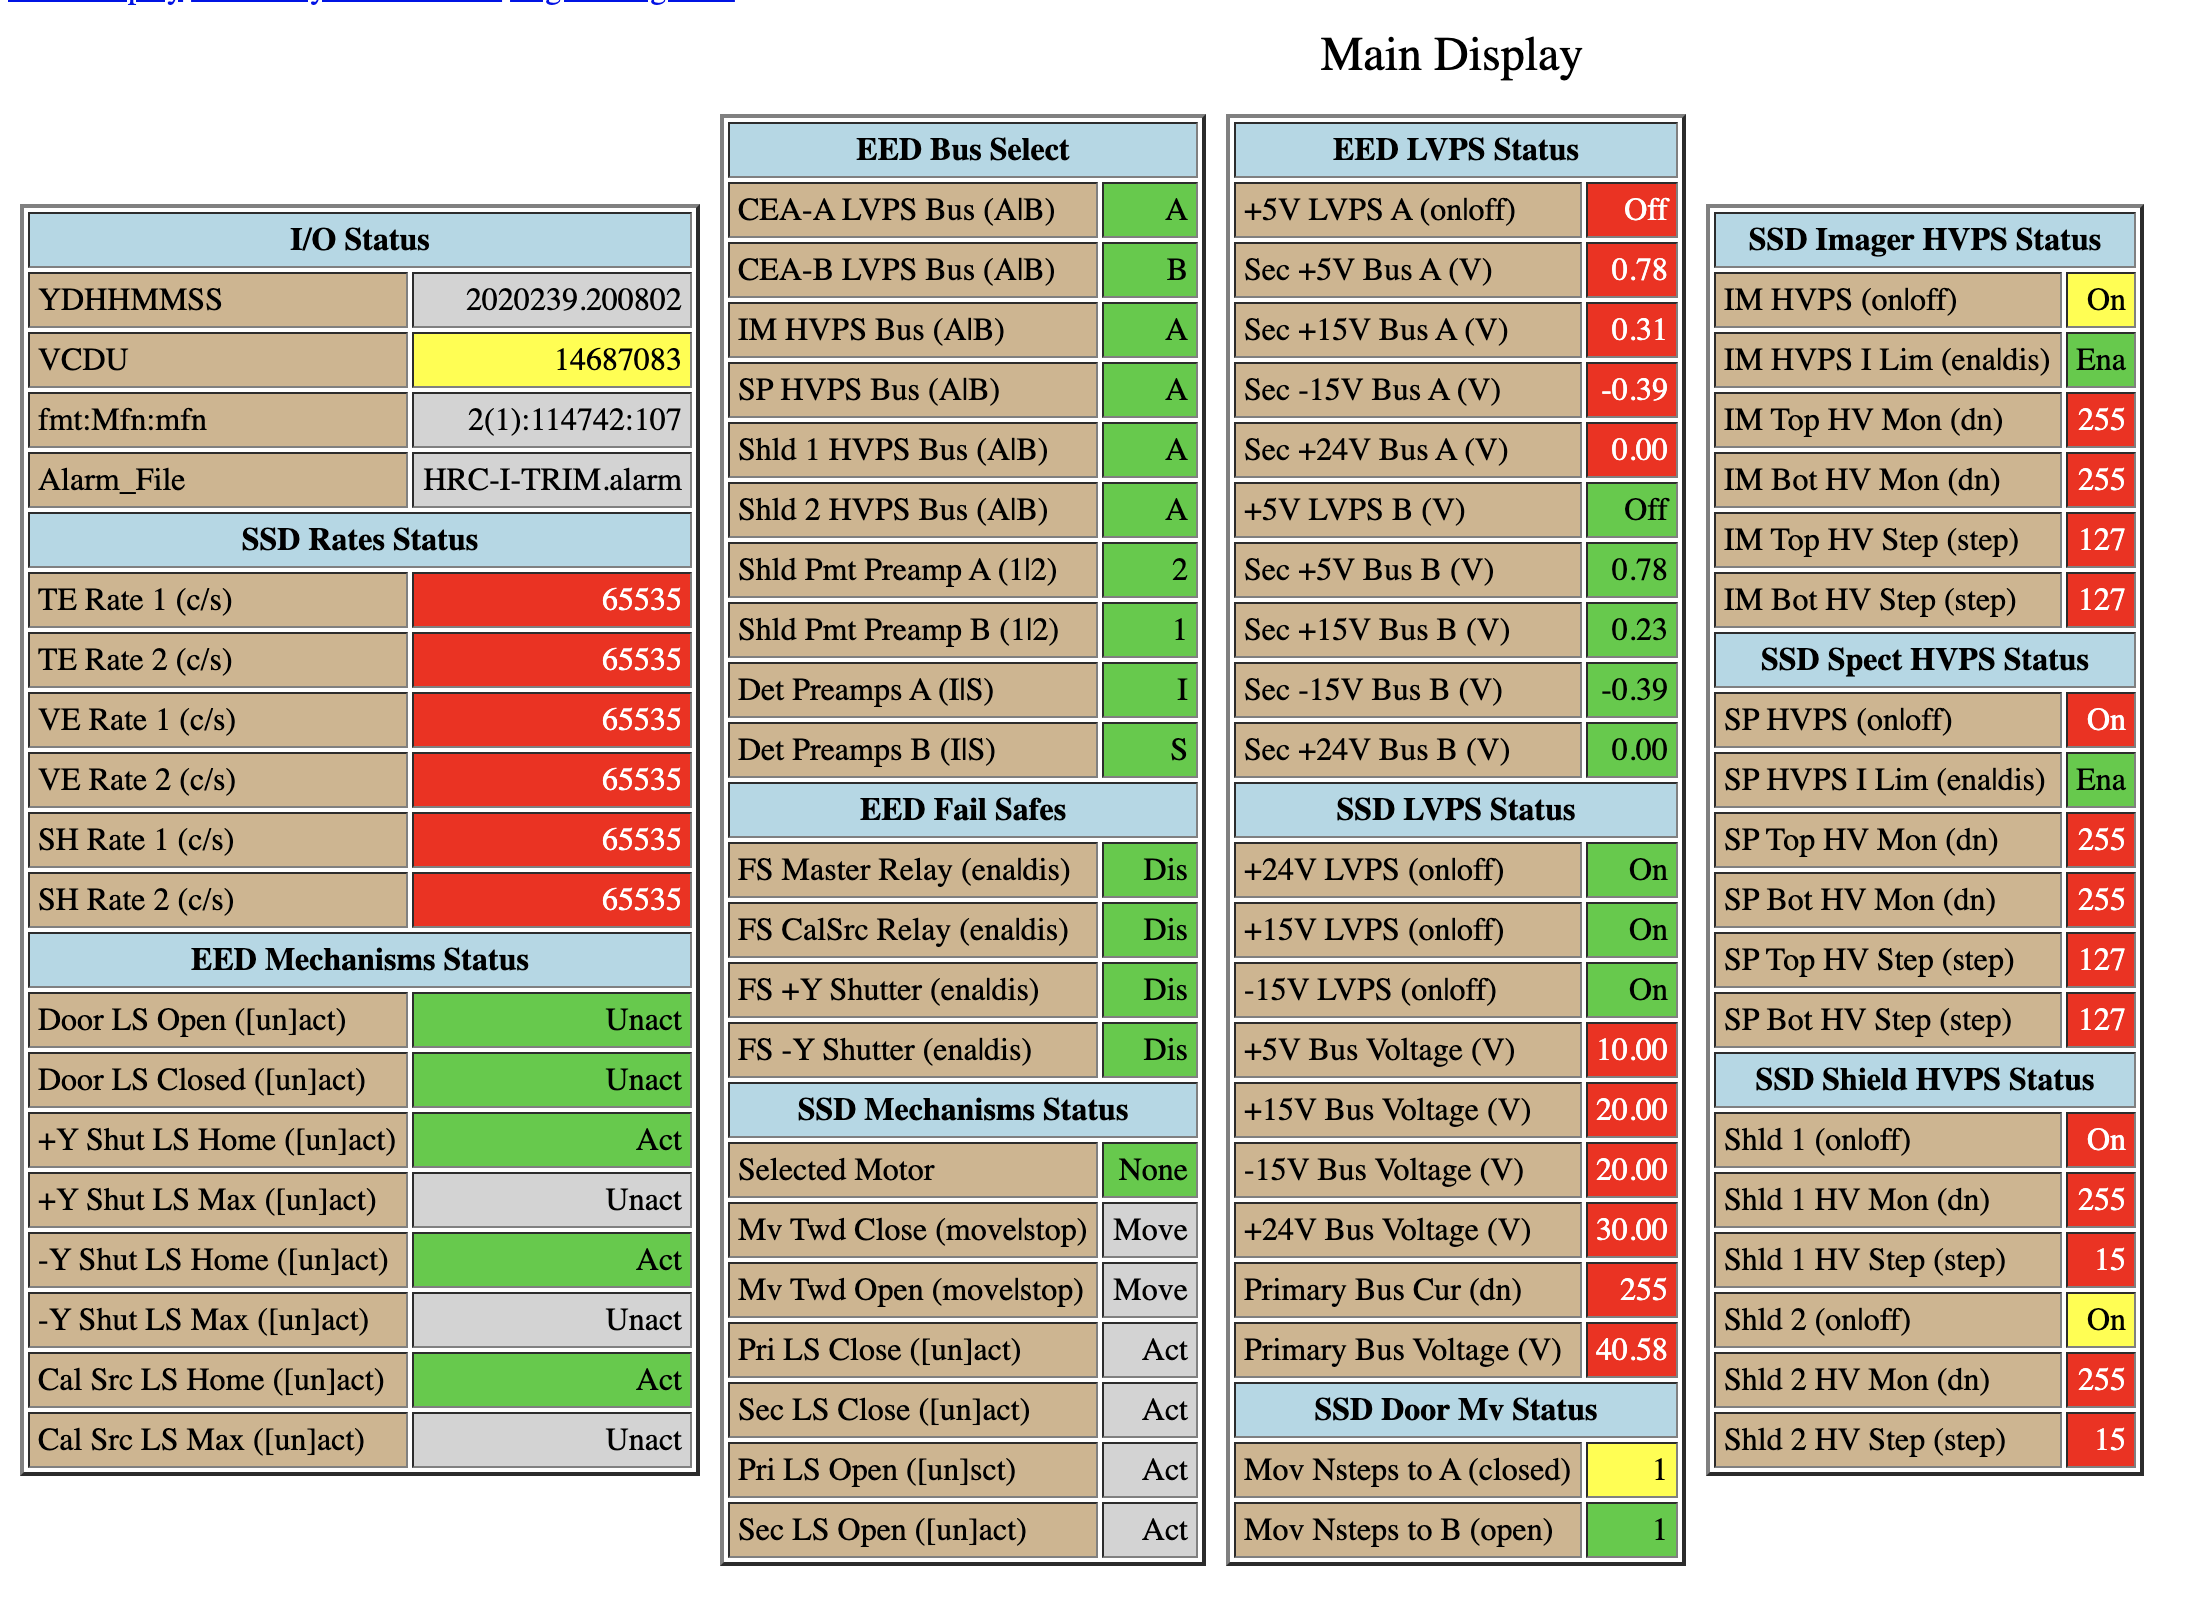 Main Display
I/O Status
YDHHMMSS 2020239.200802
VCDU 14687083
fmt:Mfn:mfn 2(1):114742:107
Alarm_File HRC-I-TRIM.alarm
SSD Rates Status
TE Rate 1 (c/s) 65535
TE Rate 2 (c/s) 65535
VE Rate 1 (c/s) 65535
VE Rate 2 (c/s) 65535
SH Rate 1 (c/s) 65535
SH Rate 2 (c/s) 65535
EED Mechanisms Status
Door LS Open ([un]act) Unact
Door LS Closed ([un]act) Unact
+Y Shut LS Home ([un]act) Act
+Y Shut LS Max ([un]act) Unact
-Y Shut LS Home ([un]act) Act
-Y Shut LS Max ([un]act) Unact
Cal Src LS Home ([un]act) Act
Cal Src LS Max ([un]act) Unact
EED Bus Select
CEA-A LVPS Bus (A|B) A
CEA-B LVPS Bus (A|B) B
IM HVPS Bus (A|B) A
SP HVPS Bus (A|B) A
Shld 1 HVPS Bus (A|B) A
Shld 2 HVPS Bus (A|B) A
Shld Pmt Preamp A (1|2) 2
Shld Pmt Preamp B (1|2) 1
Det Preamps A (I|S) I
Det Preamps B (I|S) S
EED Fail Safes
FS Master Relay (ena|dis) Dis
FS CalSrc Relay (ena|dis) Dis
FS +Y Shutter (ena|dis) Dis
FS -Y Shutter (ena|dis) Dis
SSD Mechanisms Status
Selected Motor None
Mv Twd Close (move|stop) Move
Mv Twd Open (move|stop) Move
Pri LS Close ([un]act) Act
Sec LS Close ([un]act) Act
Pri LS Open ([un]sct) Act
Sec LS Open ([un]act) Act
EED LVPS Status
+5V LVPS A (on|off) Off
Sec +5V Bus A (V) 0.78
Sec +15V Bus A (V) 0.31
Sec -15V Bus A (V) -0.39
Sec +24V Bus A (V) 0.00
+5V LVPS B (V) Off
Sec +5V Bus B (V) 0.78
Sec +15V Bus B (V) 0.23
Sec -15V Bus B (V) -0.39
Sec +24V Bus B (V) 0.00
SSD LVPS Status
+24V LVPS (on|off) On
+15V LVPS (on|off) On
-15V LVPS (on|off) On
+5V Bus Voltage (V) 10.00
+15V Bus Voltage (V) 20.00
-15V Bus Voltage (V) 20.00
+24V Bus Voltage (V) 30.00
Primary Bus Cur (dn) 255
Primary Bus Voltage (V) 40.58
SSD Door Mv Status
Mov Nsteps to A (closed) 1
Mov Nsteps to B (open) 1
SSD Imager HVPS Status
IM HVPS (on|off) On
IM HVPS I Lim (ena|dis) Ena
IM Top HV Mon (dn) 255
IM Bot HV Mon (dn) 255
IM Top HV Step (step) 127
IM Bot HV Step (step) 127
SSD Spect HVPS Status
SP HVPS (on|off) On
SP HVPS I Lim (ena|dis) Ena
SP Top HV Mon (dn) 255
SP Bot HV Mon (dn) 255
SP Top HV Step (step) 127
SP Bot HV Step (step) 127
SSD Shield HVPS Status
Shld 1 (on|off) On
Shld 1 HV Mon (dn) 255
Shld 1 HV Step (step) 15
Shld 2 (on|off) On
Shld 2 HV Mon (dn) 255
Shld 2 HV Step (step) 15